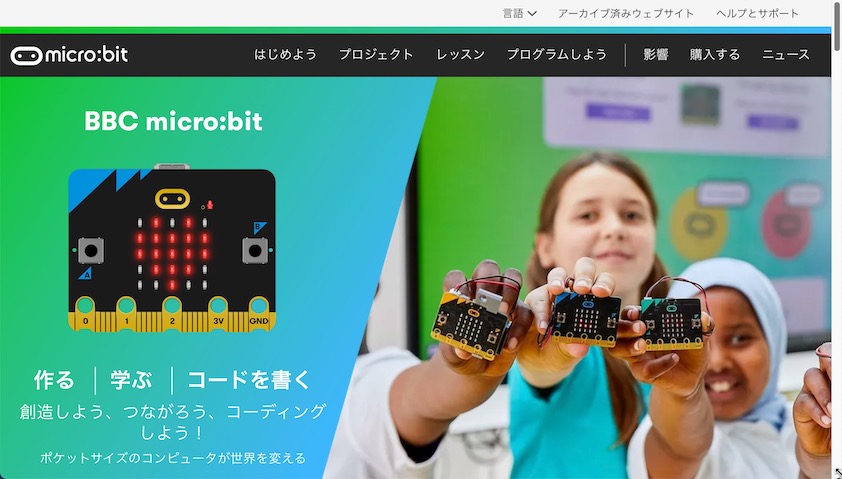 言語
アーカイブ済みウェブサイト
ヘルプとサポート
micro:bit
はじめよう
プロジェクト
レッスン
プログラムしよう
影響
購入する
ニュース
BBC micro:bit
B
A
0 1 2 3V GND
作る
学ぶ
コードを書く
創造しよう、つながろう、コーディング
しよう！
ポケットサイズのコンピュータが世界を変える